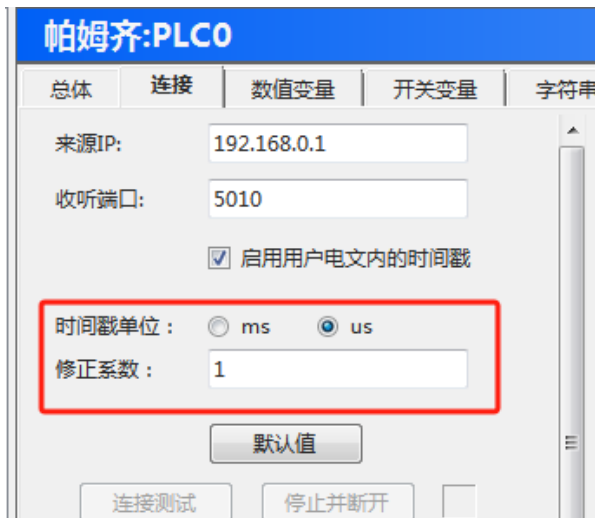 帕姆齐:PLC0
总体 连接 数值变量 开关变量 字符串
来源IP: 192.168.0.1
收听端口: 5010
启用用户电文内的时间戳
时间戳单位： ms us
修正系数： 1
默认值
连接测试 停止并断开